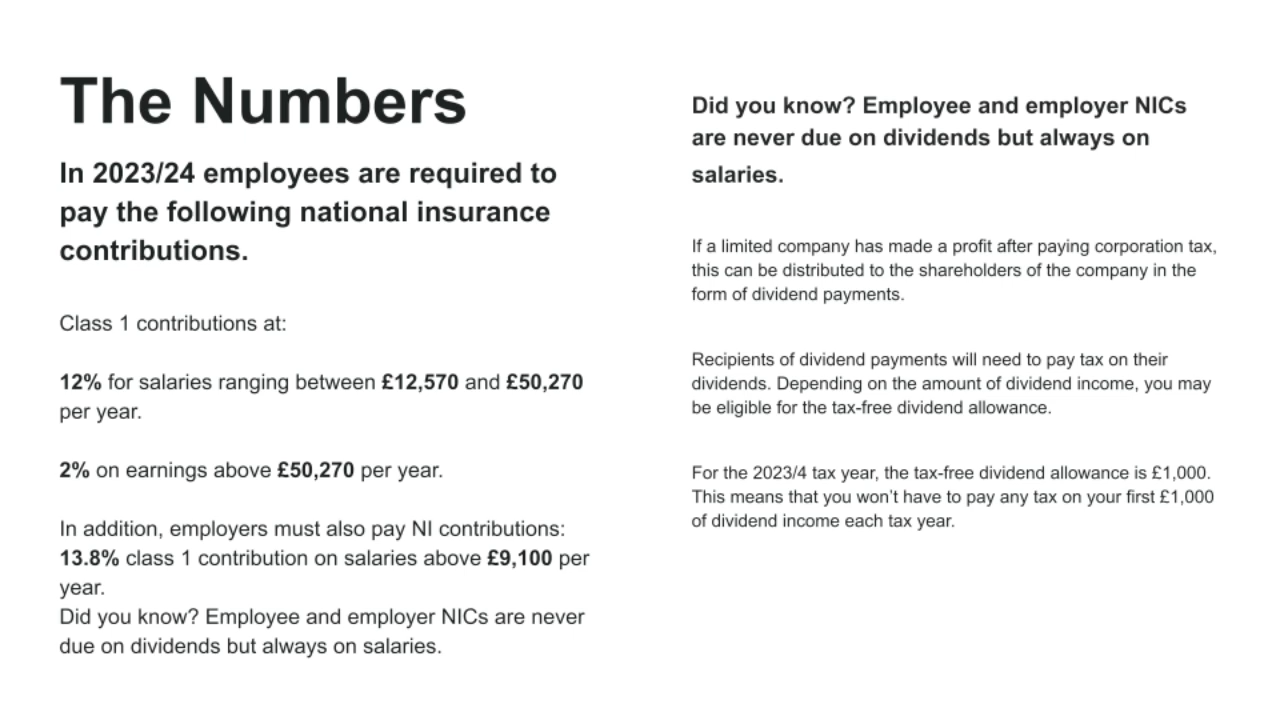 The Numbers
In 2023/24 employees are required to
pay the following national insurance
contributions.
Class 1 contributions at:
12% for salaries ranging between £12,570 and £50,270
per year.
2% on earnings above £50,270 per year.
In addition, employers must also pay NI contributions:
13.8% class 1 contribution on salaries above £9,100 per
year.
Did you know? Employee and employer NICs are never
due on dividends but always on salaries.
Did you know? Employee and employer NICs
are never due on dividends but always on
salaries.
If a limited company has made a profit after paying corporation tax,
this can be distributed to the shareholders of the company in the
form of dividend payments.
Recipients of dividend payments will need to pay tax on their
dividends. Depending on the amount of dividend income, you may
be eligible for the tax-free dividend allowance.
For the 2023/4 tax year, the tax-free dividend allowance is £1,000.
This means that you won’t have to pay any tax on your first £1,000
of dividend income each tax year.